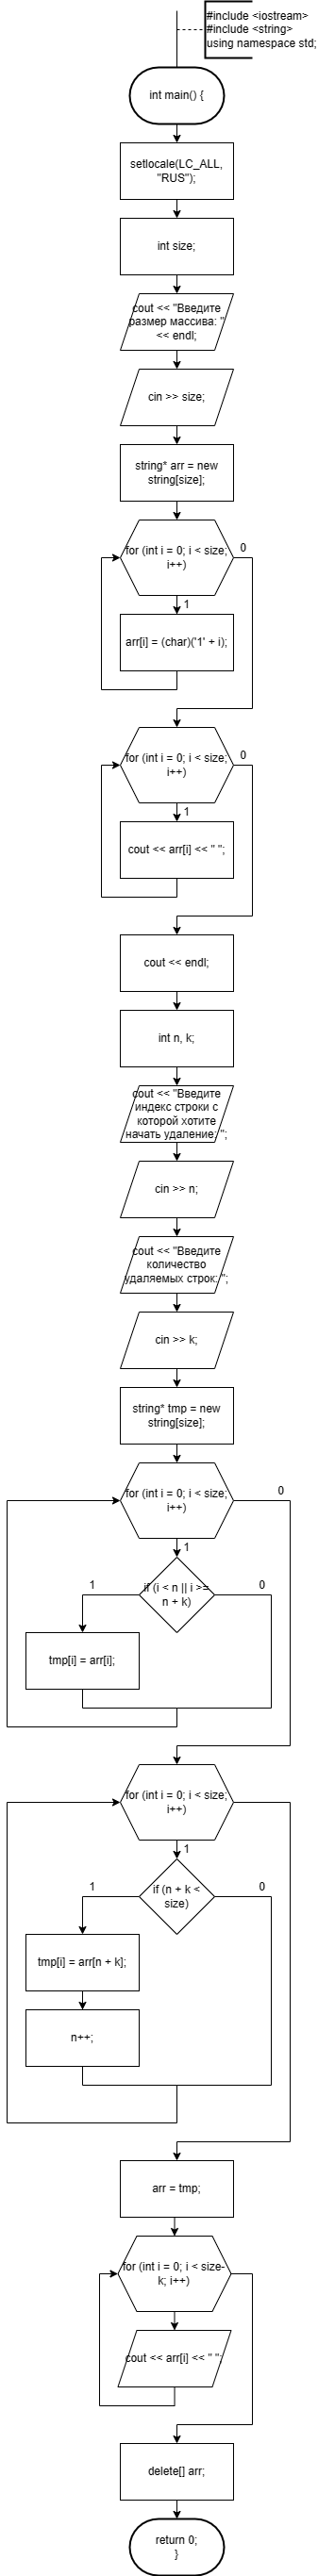 #include <iostream>
#include <string>
using namespace std;
int main() {
setlocale(LC_ALL,
"RUS");
int size;
cout << "Введите
размер массива: "
<< endl;
cin >> size;
string* arr = new
string[size];
for (int i = 0; i < size;
i++)
0
1
arr[i] = (char)('1' + i);
for (int i = 0; i < size;
i++)
0
1
cout << arr[i] << " ";
cout << endl;
int n, k;
cout << "Введите
индекс строки с
которой хотите
начать удаление: ";
cin >> n;
cout << "Введите
количество
удаляемых строк: ";
cin >> k;
string* tmp = new
string[size];
for (int i = 0; i < size;
i++)
0
1
if (i < n || i >=
n + k)
1
0
tmp[i] = arr[i];
for (int i = 0; i < size;
i++)
1
if (n + k <
size)
1
0
tmp[i] = arr[n + k];
n++;
arr = tmp;
for (int i = 0; i < size-
k; i++)
cout << arr[i] << " ";
delete[] arr;
return 0;
}